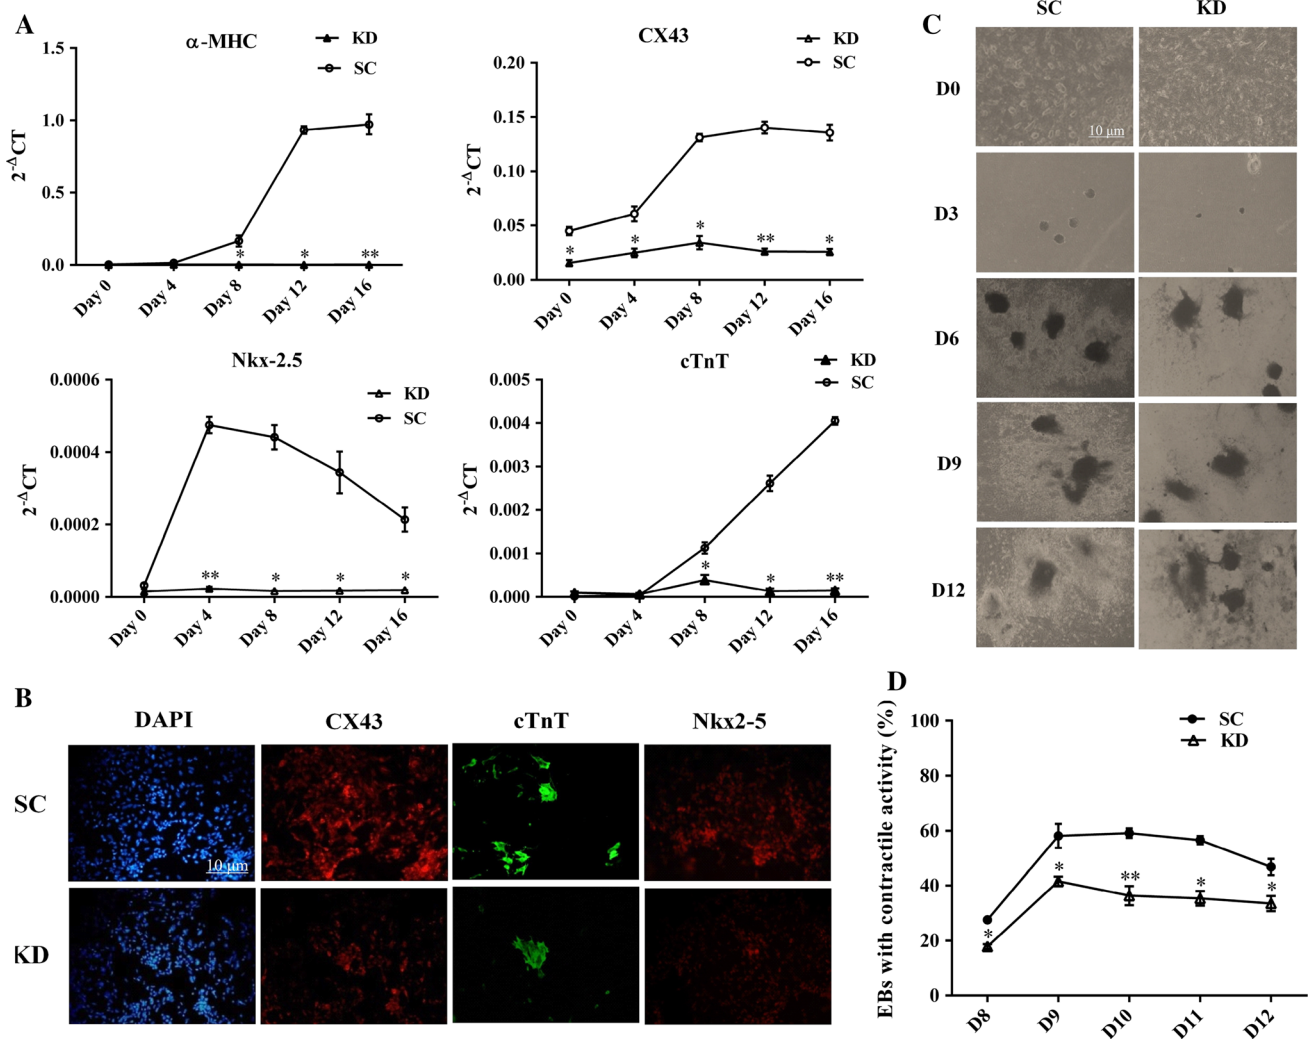 A
α-MHC
KD
SC
2-ΔCT
1.5
1.0
0.5
0.0
*
*
**
Day 0
Day 4
Day 8
Day 12
Day 16
CX43
KD
SC
2-ΔCT
0.20
0.15
0.10
0.05
0.00
*
*
*
**
*
Day 0
Day 4
Day 8
Day 12
Day 16
Nkx-2.5
KD
SC
2-ΔCT
0.0006
0.0004
0.0002
0.0000
**
*
*
*
Day 0
Day 4
Day 8
Day 12
Day 16
cTnT
KD
SC
2-ΔCT
0.005
0.004
0.003
0.002
0.001
0.000
*
*
**
Day 0
Day 4
Day 8
Day 12
Day 16
B
DAPI
CX43
cTnT
Nkx2-5
SC
10 μm
KD
C
SC
KD
D0
10 μm
D3
D6
D9
D12
D
SC
KD
EBs with contractile activity (%)
100
80
60
40
20
0
*
*
**
*
*
D8
D9
D10
D11
D12